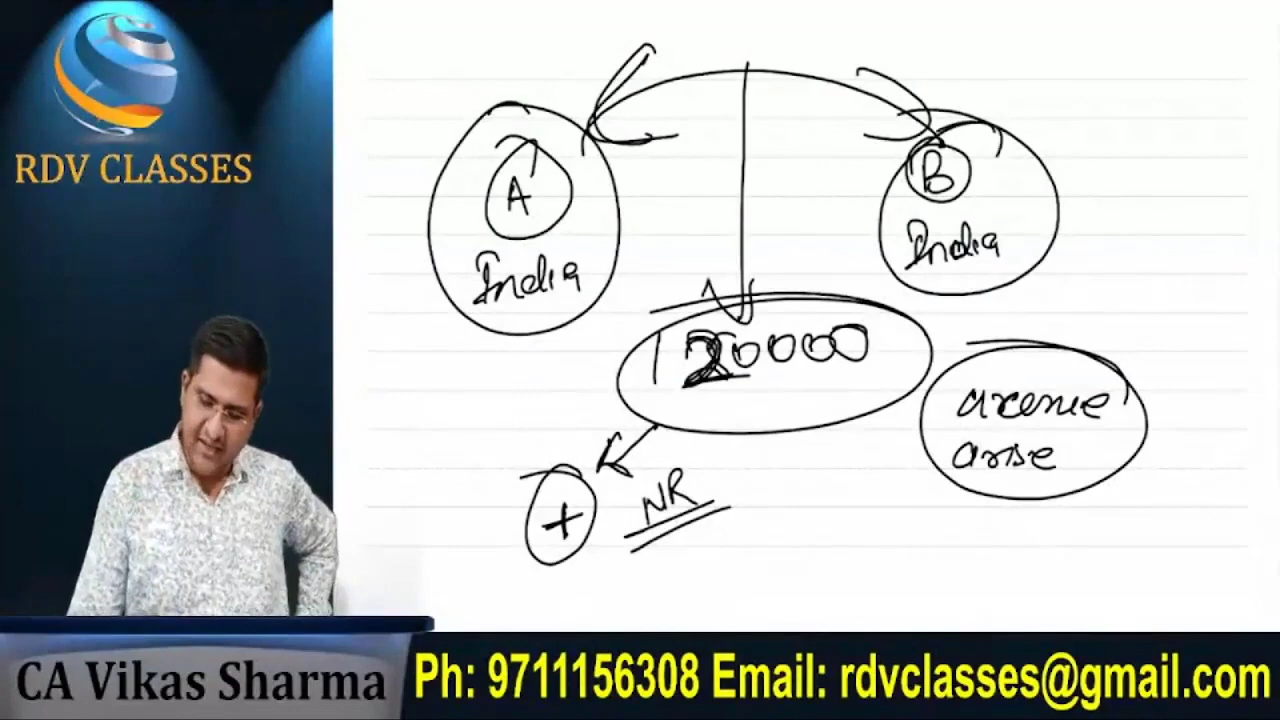 RDV CLASSES
A
India
B
India
120000
accrue
arise
+
NR
CA Vikas Sharma
Ph: 9711156308 Email: rdvclasses@gmail.com